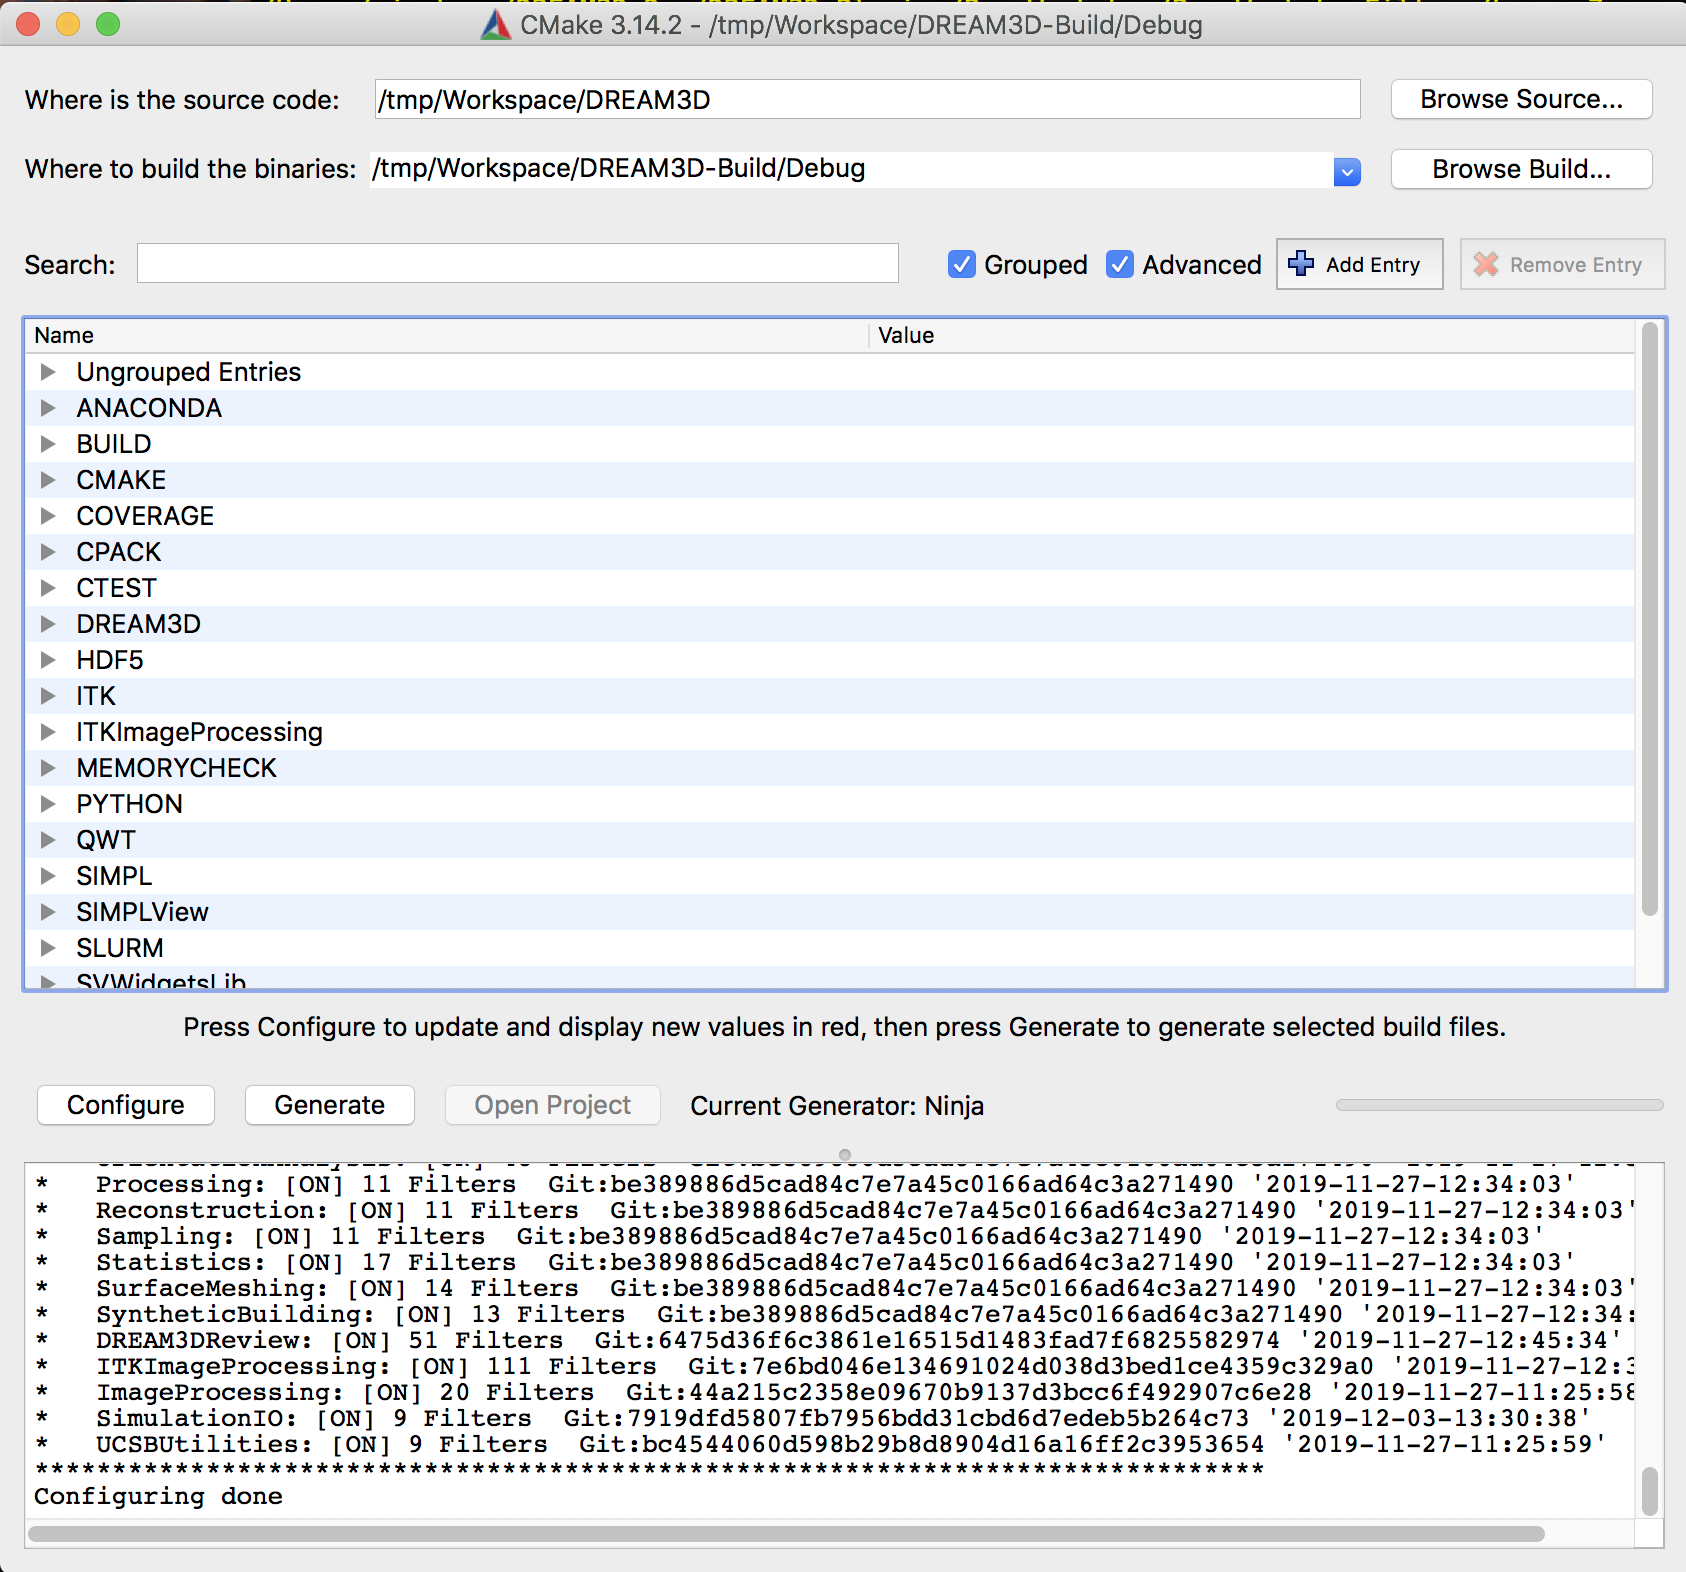 CMake 3.14.2 - /tmp/Workspace/DREAM3D-Build/Debug
Where is the source code: /tmp/Workspace/DREAM3D Browse Source...
Where to build the binaries: /tmp/Workspace/DREAM3D-Build/Debug Browse Build...
Search: Grouped Advanced Add Entry Remove Entry
Name Value
Ungrouped Entries
ANACONDA
BUILD
CMAKE
COVERAGE
CPACK
CTEST
DREAM3D
HDF5
ITK
ITKImageProcessing
MEMORYCHECK
PYTHON
QWT
SIMPL
SIMPLView
SLURM
SVWidgetsLib
Press Configure to update and display new values in red, then press Generate to generate selected build files.
Configure Generate Open Project Current Generator: Ninja
* Processing: [ON] 11 Filters Git:be389886d5cad84c7e7a45c0166ad64c3a271490 '2019-11-27-12:34:03'
* Reconstruction: [ON] 11 Filters Git:be389886d5cad84c7e7a45c0166ad64c3a271490 '2019-11-27-12:34:03'
* Sampling: [ON] 11 Filters Git:be389886d5cad84c7e7a45c0166ad64c3a271490 '2019-11-27-12:34:03'
* Statistics: [ON] 17 Filters Git:be389886d5cad84c7e7a45c0166ad64c3a271490 '2019-11-27-12:34:03'
* SurfaceMeshing: [ON] 14 Filters Git:be389886d5cad84c7e7a45c0166ad64c3a271490 '2019-11-27-12:34:03'
* SyntheticBuilding: [ON] 13 Filters Git:be389886d5cad84c7e7a45c0166ad64c3a271490 '2019-11-27-12:34:
* DREAM3DReview: [ON] 51 Filters Git:6475d36f6c3861e16515d1483fad7f6825582974 '2019-11-27-12:45:34'
* ITKImageProcessing: [ON] 111 Filters Git:7e6bd046e134691024d038d3bed1ce4359c329a0 '2019-11-27-12:3
* ImageProcessing: [ON] 20 Filters Git:44a215c2358e09670b9137d3bcc6f492907c6e28 '2019-11-27-11:25:58
* SimulationIO: [ON] 9 Filters Git:7919dfd5807fb7956bdd31cbd6d7edeb5b264c73 '2019-12-03-13:30:38'
* UCSBUtilities: [ON] 9 Filters Git:bc4544060d598b29b8d8904d16a16ff2c3953654 '2019-11-27-11:25:59'
*******************************************************************************
Configuring done